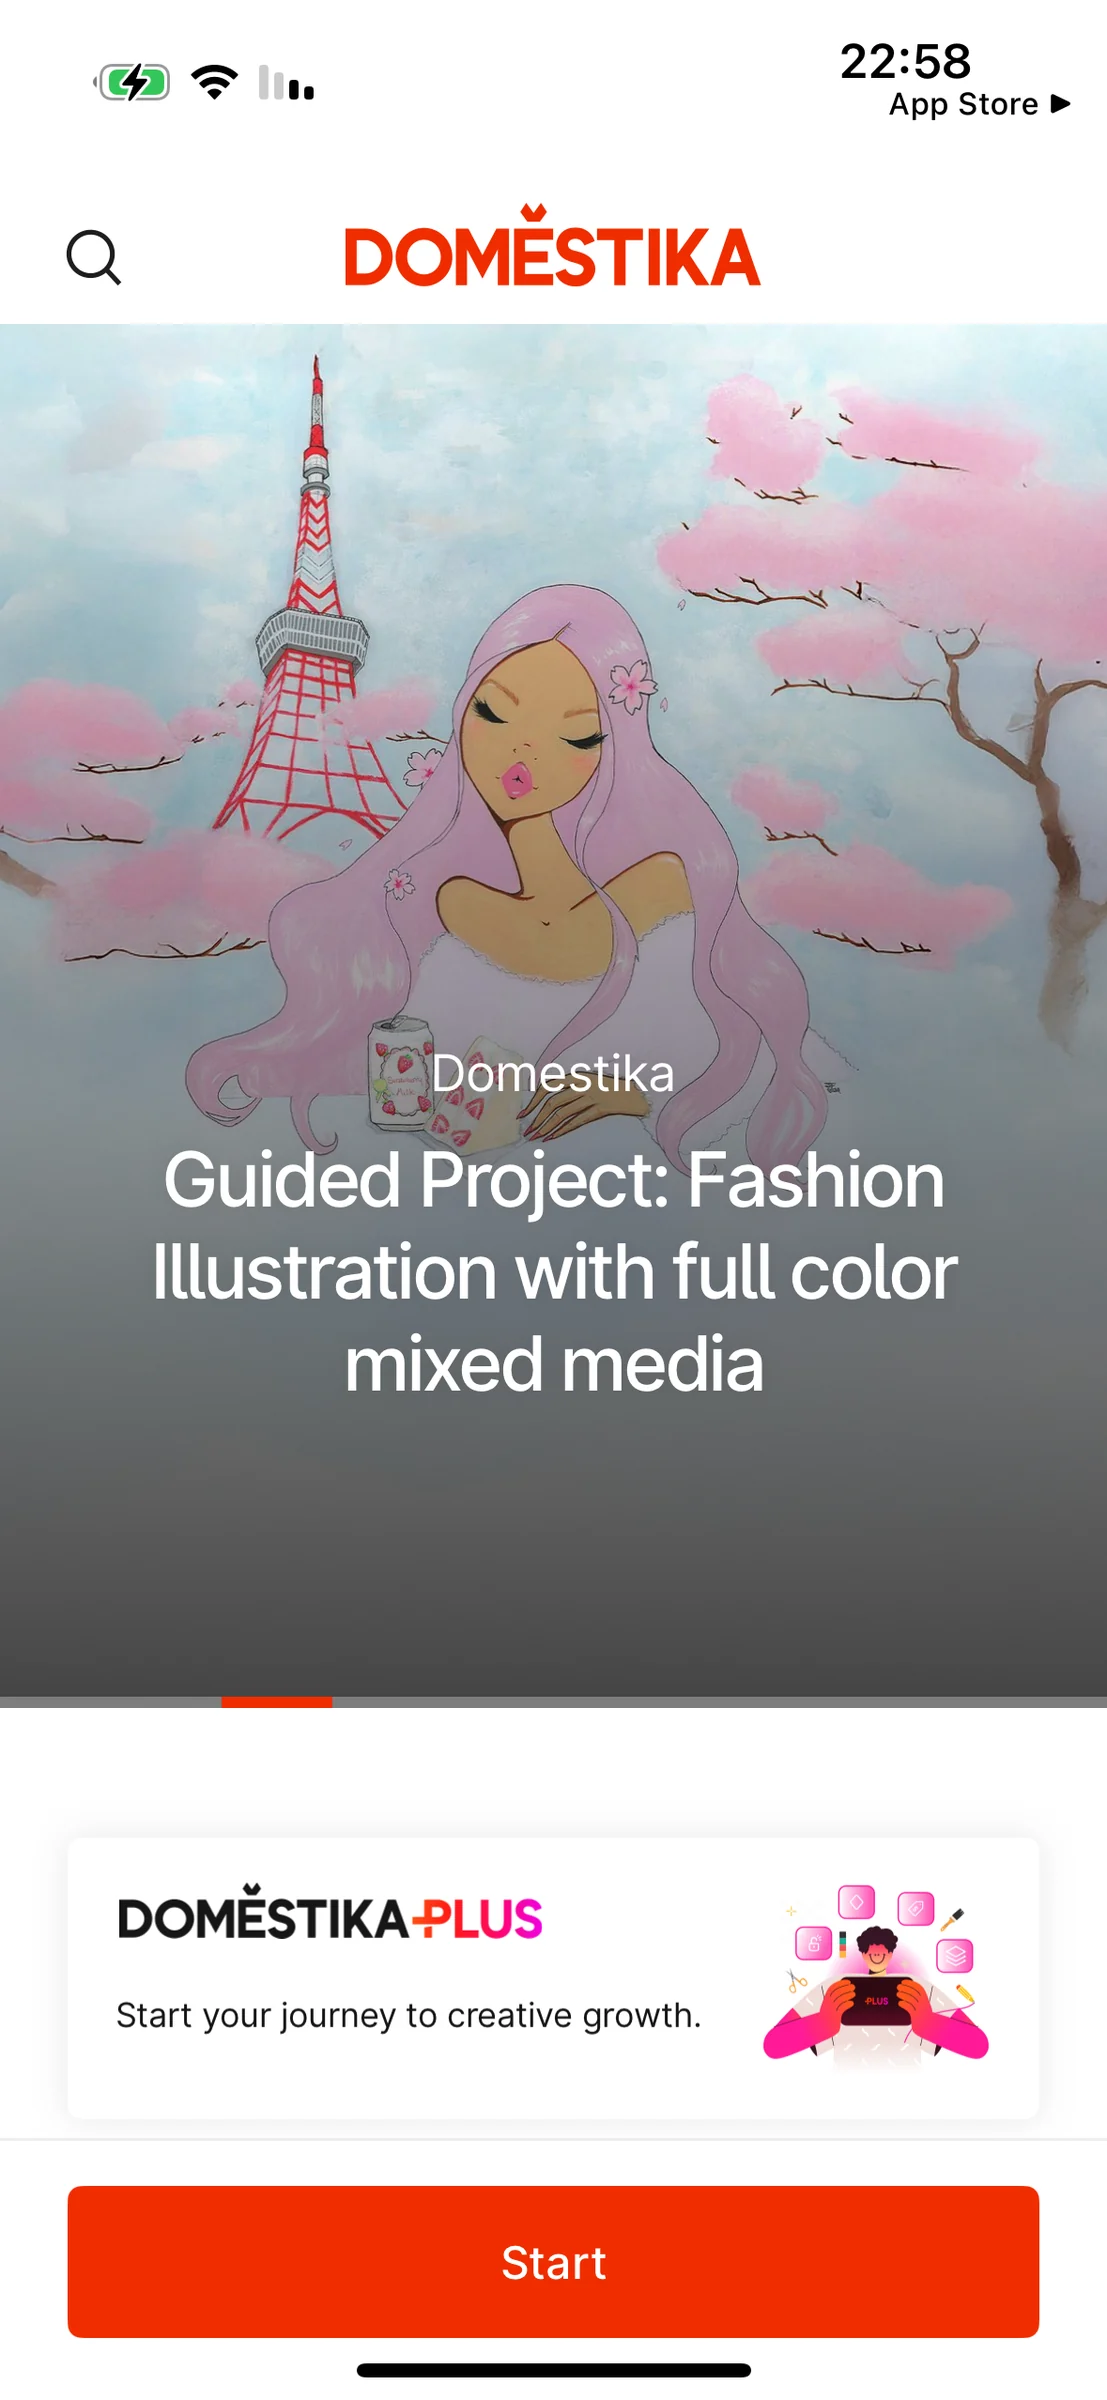 22:58
App Store
DOMESTIKA
Domestika
Guided Project: Fashion
Illustration with full color
mixed media
DOMESTIKA PLUS
Start your journey to creative growth.
PLUS
Start